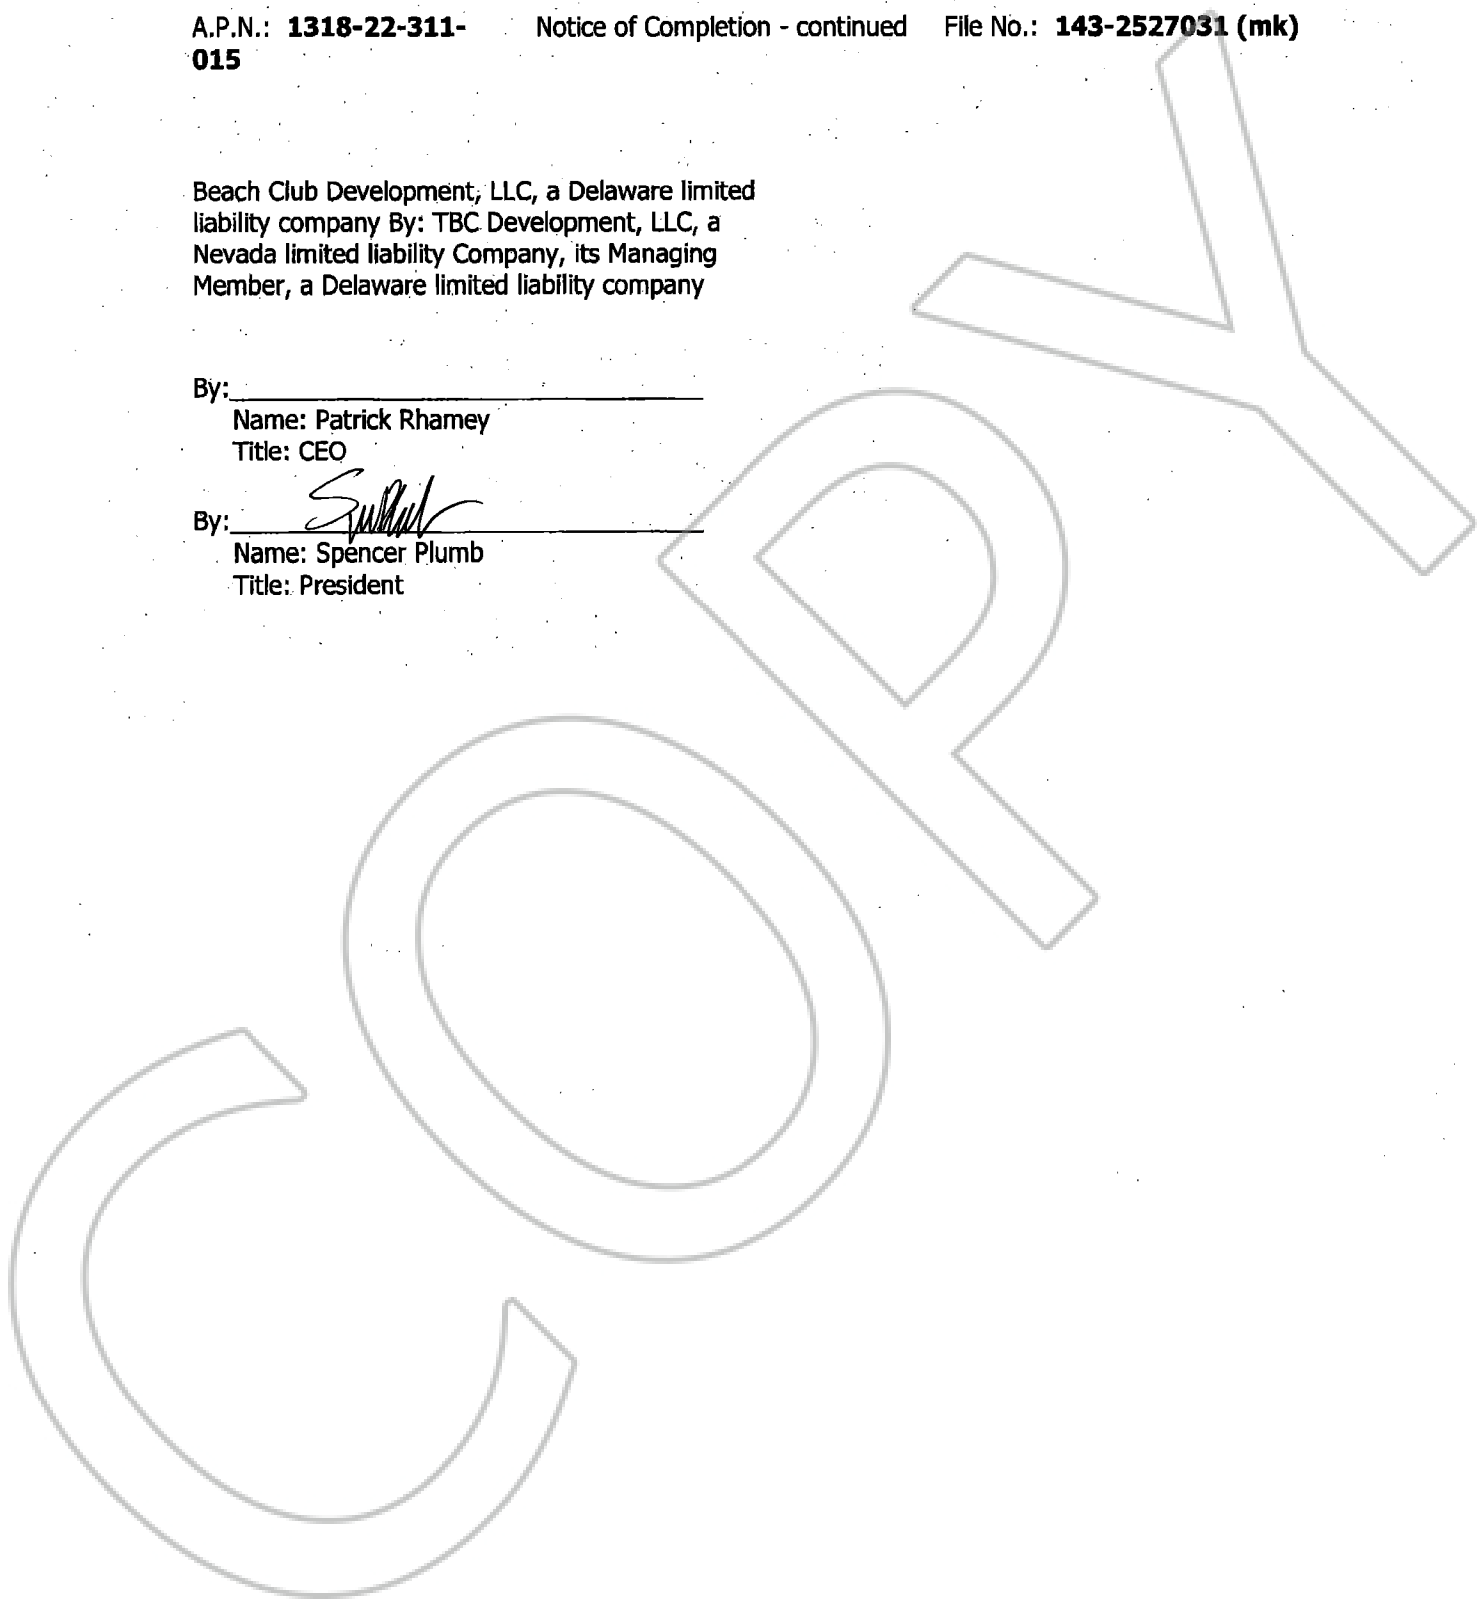 A.P.N.: 1318-22-311-015 Notice of Completion - continued File No.: 143-2527031 (mk)
Beach Club Development, LLC, a Delaware limited
liability company By: TBC Development, LLC, a
Nevada limited liability Company, its Managing
Member, a Delaware limited liability company
By:
Name: Patrick Rhamey
Title: CEO
By:
Name: Spencer Plumb
Title: President
COPY